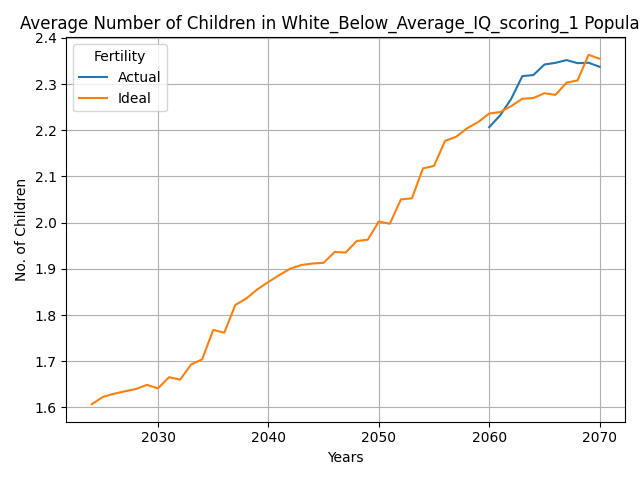 Average Number of Children in White_Below_Average_IQ_scoring_1 Popula
Fertility
Actual
Ideal
No. of Children
2.4
2.3
2.2
2.1
2.0
1.9
1.8
1.7
1.6
2030 2040 2050 2060 2070
Years